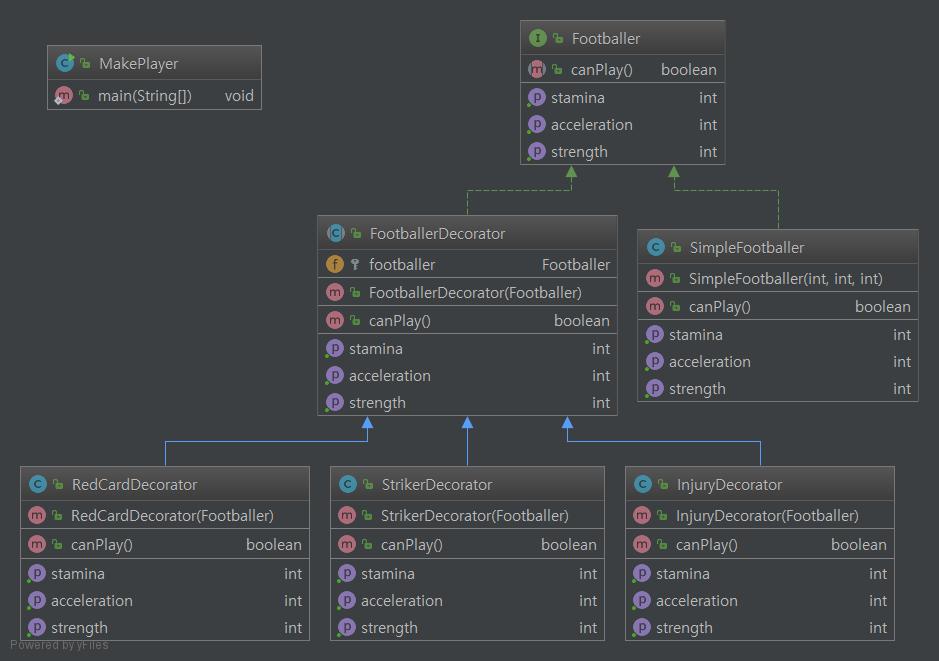 MakePlayer
main(String[]) void
Footballer
canPlay() boolean
stamina int
acceleration int
strength int
FootballerDecorator
footballer Footballer
FootballerDecorator(Footballer)
canPlay() boolean
stamina int
acceleration int
strength int
SimpleFootballer
SimpleFootballer(int, int, int)
canPlay() boolean
stamina int
acceleration int
strength int
RedCardDecorator
RedCardDecorator(Footballer)
canPlay() boolean
stamina int
acceleration int
strength int
StrikerDecorator
StrikerDecorator(Footballer)
canPlay() boolean
stamina int
acceleration int
strength int
InjuryDecorator
InjuryDecorator(Footballer)
canPlay() boolean
stamina int
acceleration int
strength int
Powered by yFiles